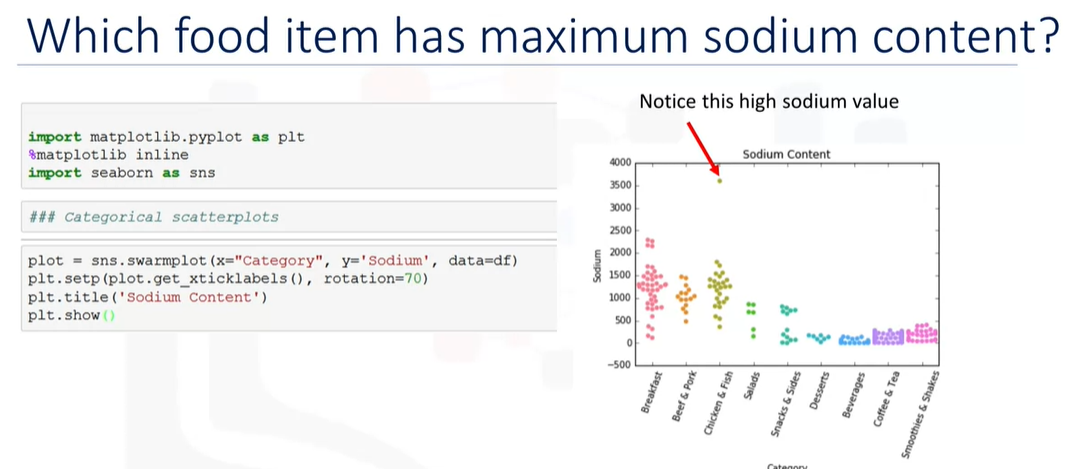 Which food item has maximum sodium content?
import matplotlib.pyplot as plt
%matplotlib inline
import seaborn as sns
### Categorical scatterplots
plot = sns.swarmplot(x="Category", y='Sodium', data=df)
plt.setp(plot.get_xticklabels(), rotation=70)
plt.title('Sodium Content')
plt.show()
Notice this high sodium value
Sodium Content
4000
3500
3000
2500
2000
1500
1000
500
0
−500
Sodium
Breakfast
Beef & Pork
Chicken & Fish
Salads
Snacks & Sides
Desserts
Beverages
Coffee & Tea
Smoothies & Shakes
Category